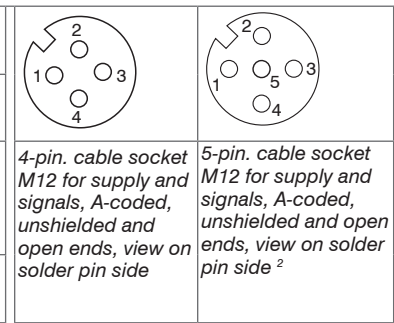 2
1 3
4
2
1 5 3
4
4-pin. cable socket
M12 for supply and
signals, A-coded,
unshielded and
open ends, view on
solder pin side
5-pin. cable socket
M12 for supply and
signals, A-coded,
unshielded and open
ends, view on solder
pin side ²